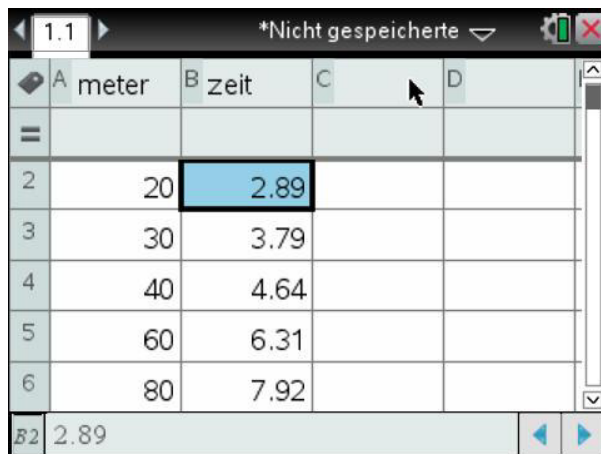 1.1 *Nicht gespeicherte
A meter B zeit C D
=
2 20 2.89
3 30 3.79
4 40 4.64
5 60 6.31
6 80 7.92
B2 2.89